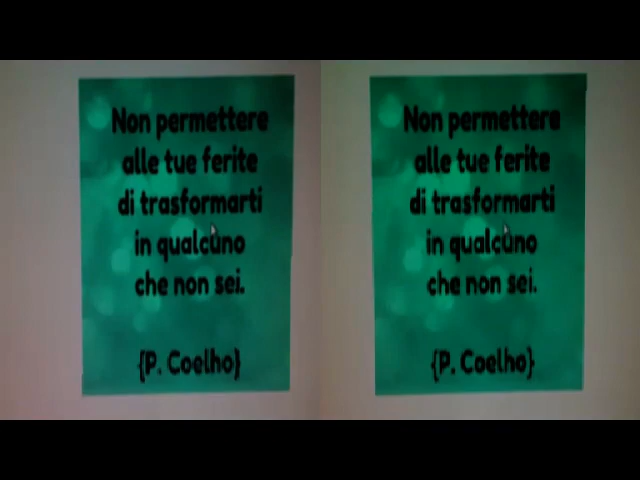 Non permettere
alle tue ferite
di trasformarti
in qualcuno
che non sei.
{P. Coelho}
Non permettere
alle tue ferite
di trasformarti
in qualcuno
che non sei.
{P. Coelho}